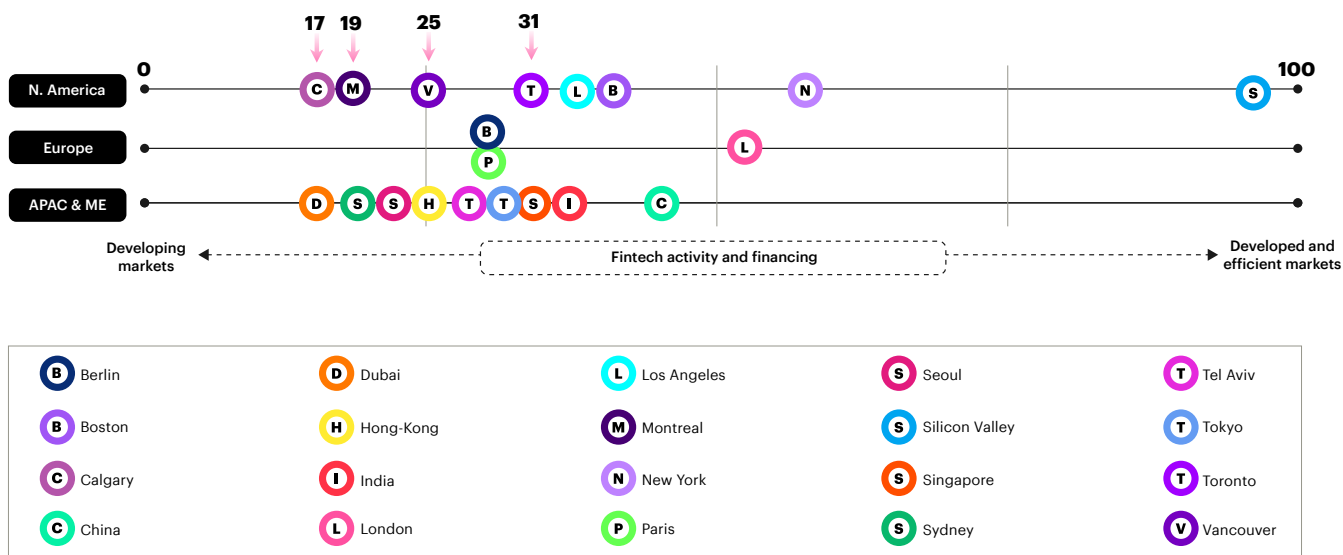 17 19 25 31
0 100
N. America
C M V T L B N S
Europe
B
P L
APAC & ME
D S S H T T S I C
Developing
markets
Fintech activity and financing
Developed and
efficient markets
B Berlin
D Dubai
L Los Angeles
S Seoul
T Tel Aviv
B Boston
H Hong-Kong
M Montreal
S Silicon Valley
T Tokyo
C Calgary
I India
N New York
S Singapore
T Toronto
C China
L London
P Paris
S Sydney
V Vancouver